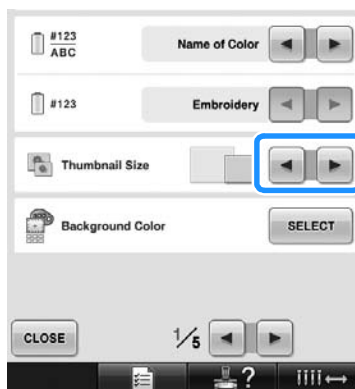 #123
ABC
Name of Color
#123
Embroidery
Thumbnail Size
Background Color
SELECT
CLOSE
1/5
?